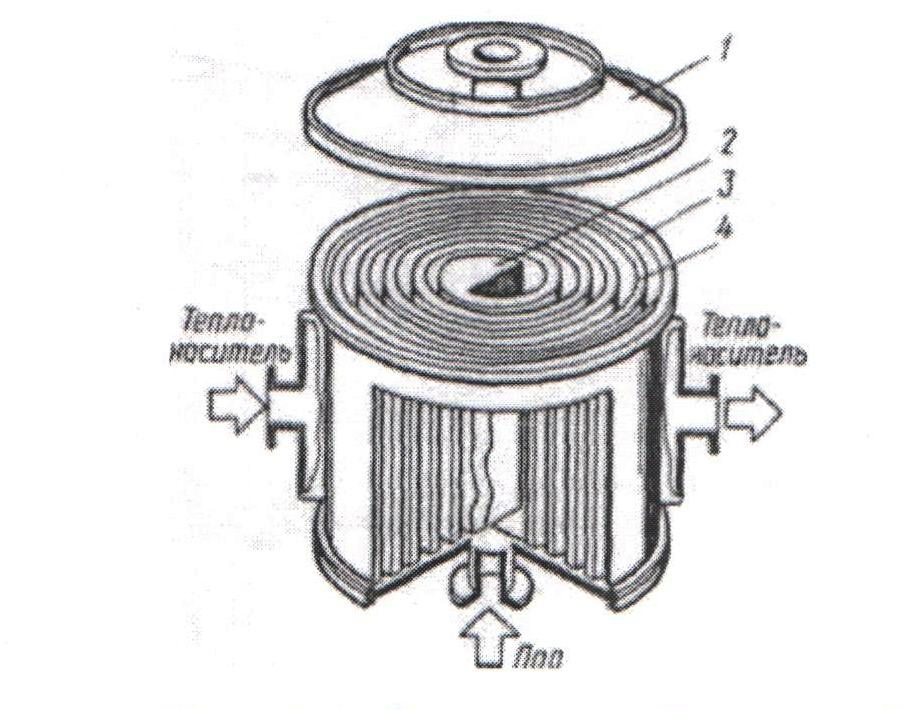 1
2
3
4
Тепло-
носитель
Тепло-
носитель
Пар